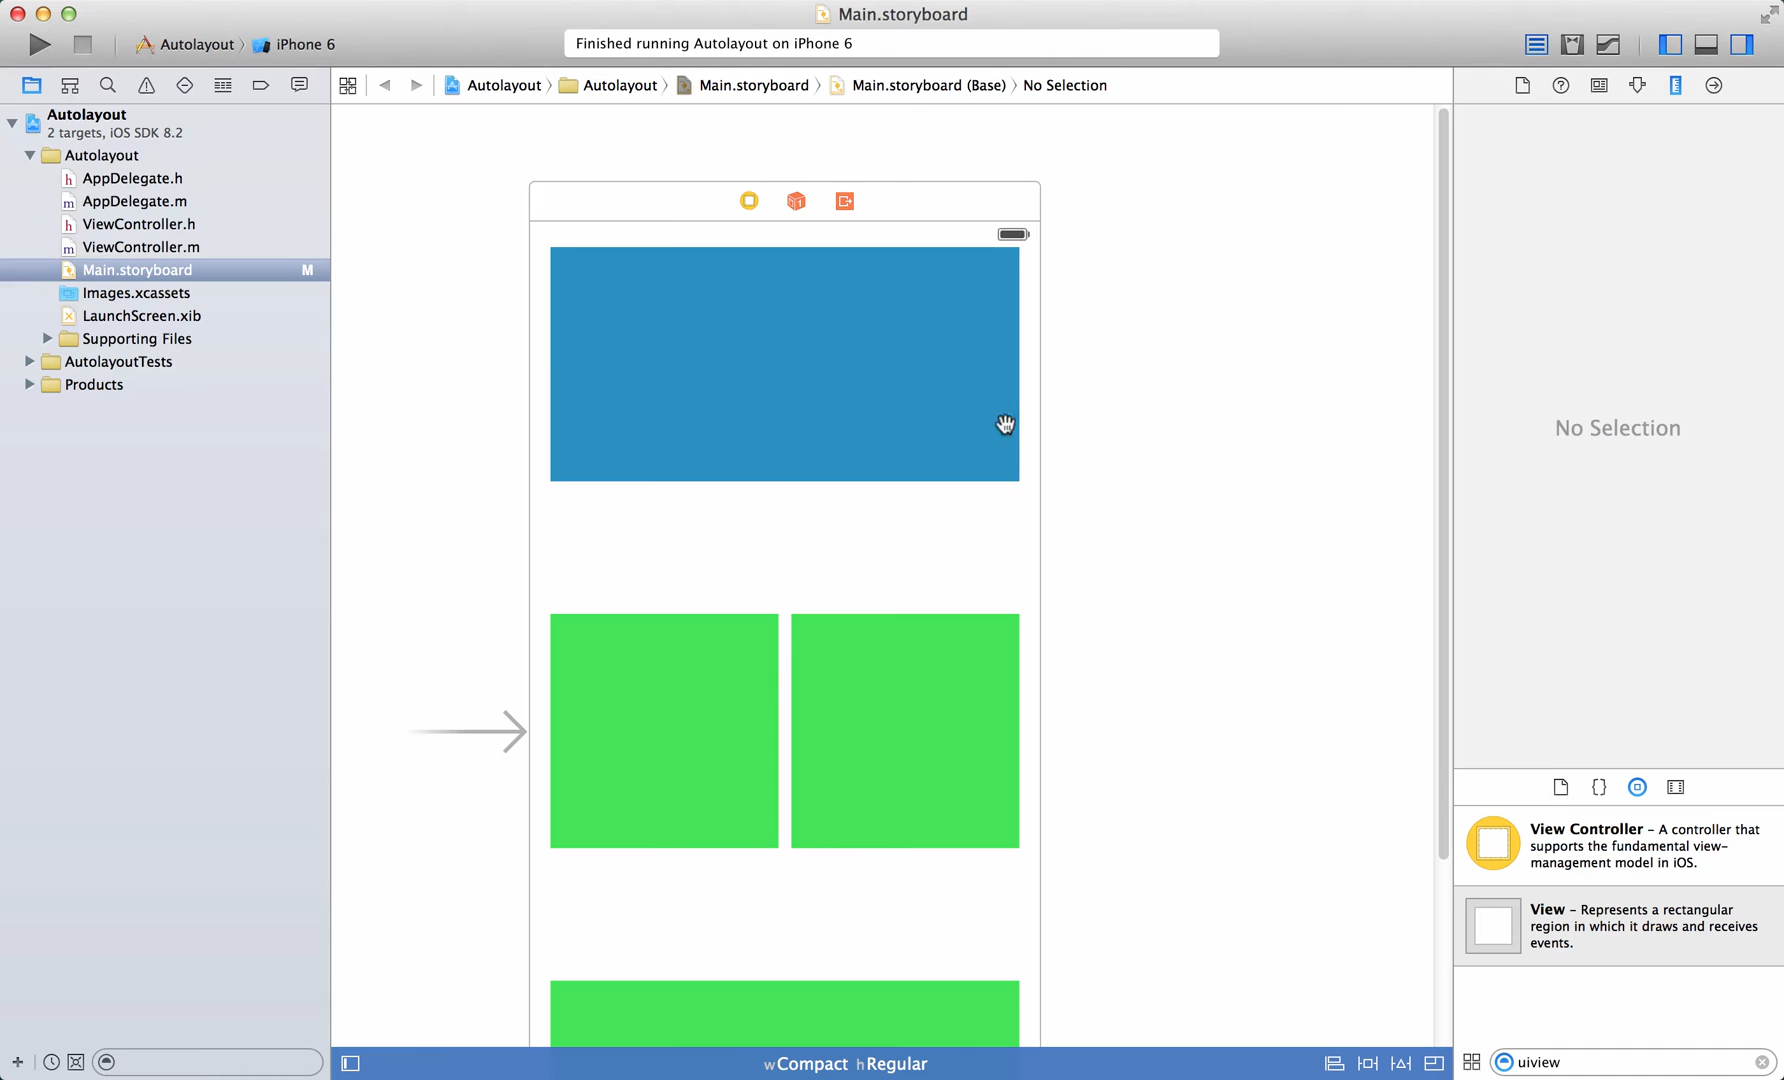 Main.storyboard
Autolayout
iPhone 6
Finished running Autolayout on iPhone 6
Autolayout
Autolayout
Main.storyboard
Main.storyboard (Base)
No Selection
Autolayout
2 targets, iOS SDK 8.2
Autolayout
AppDelegate.h
AppDelegate.m
ViewController.h
ViewController.m
Main.storyboard M
Images.xcassets
LaunchScreen.xib
Supporting Files
AutolayoutTests
Products
No Selection
View Controller – A controller that
supports the fundamental view-
management model in iOS.
View – Represents a rectangular
region in which it draws and receives
events.
wCompact hRegular
uiview